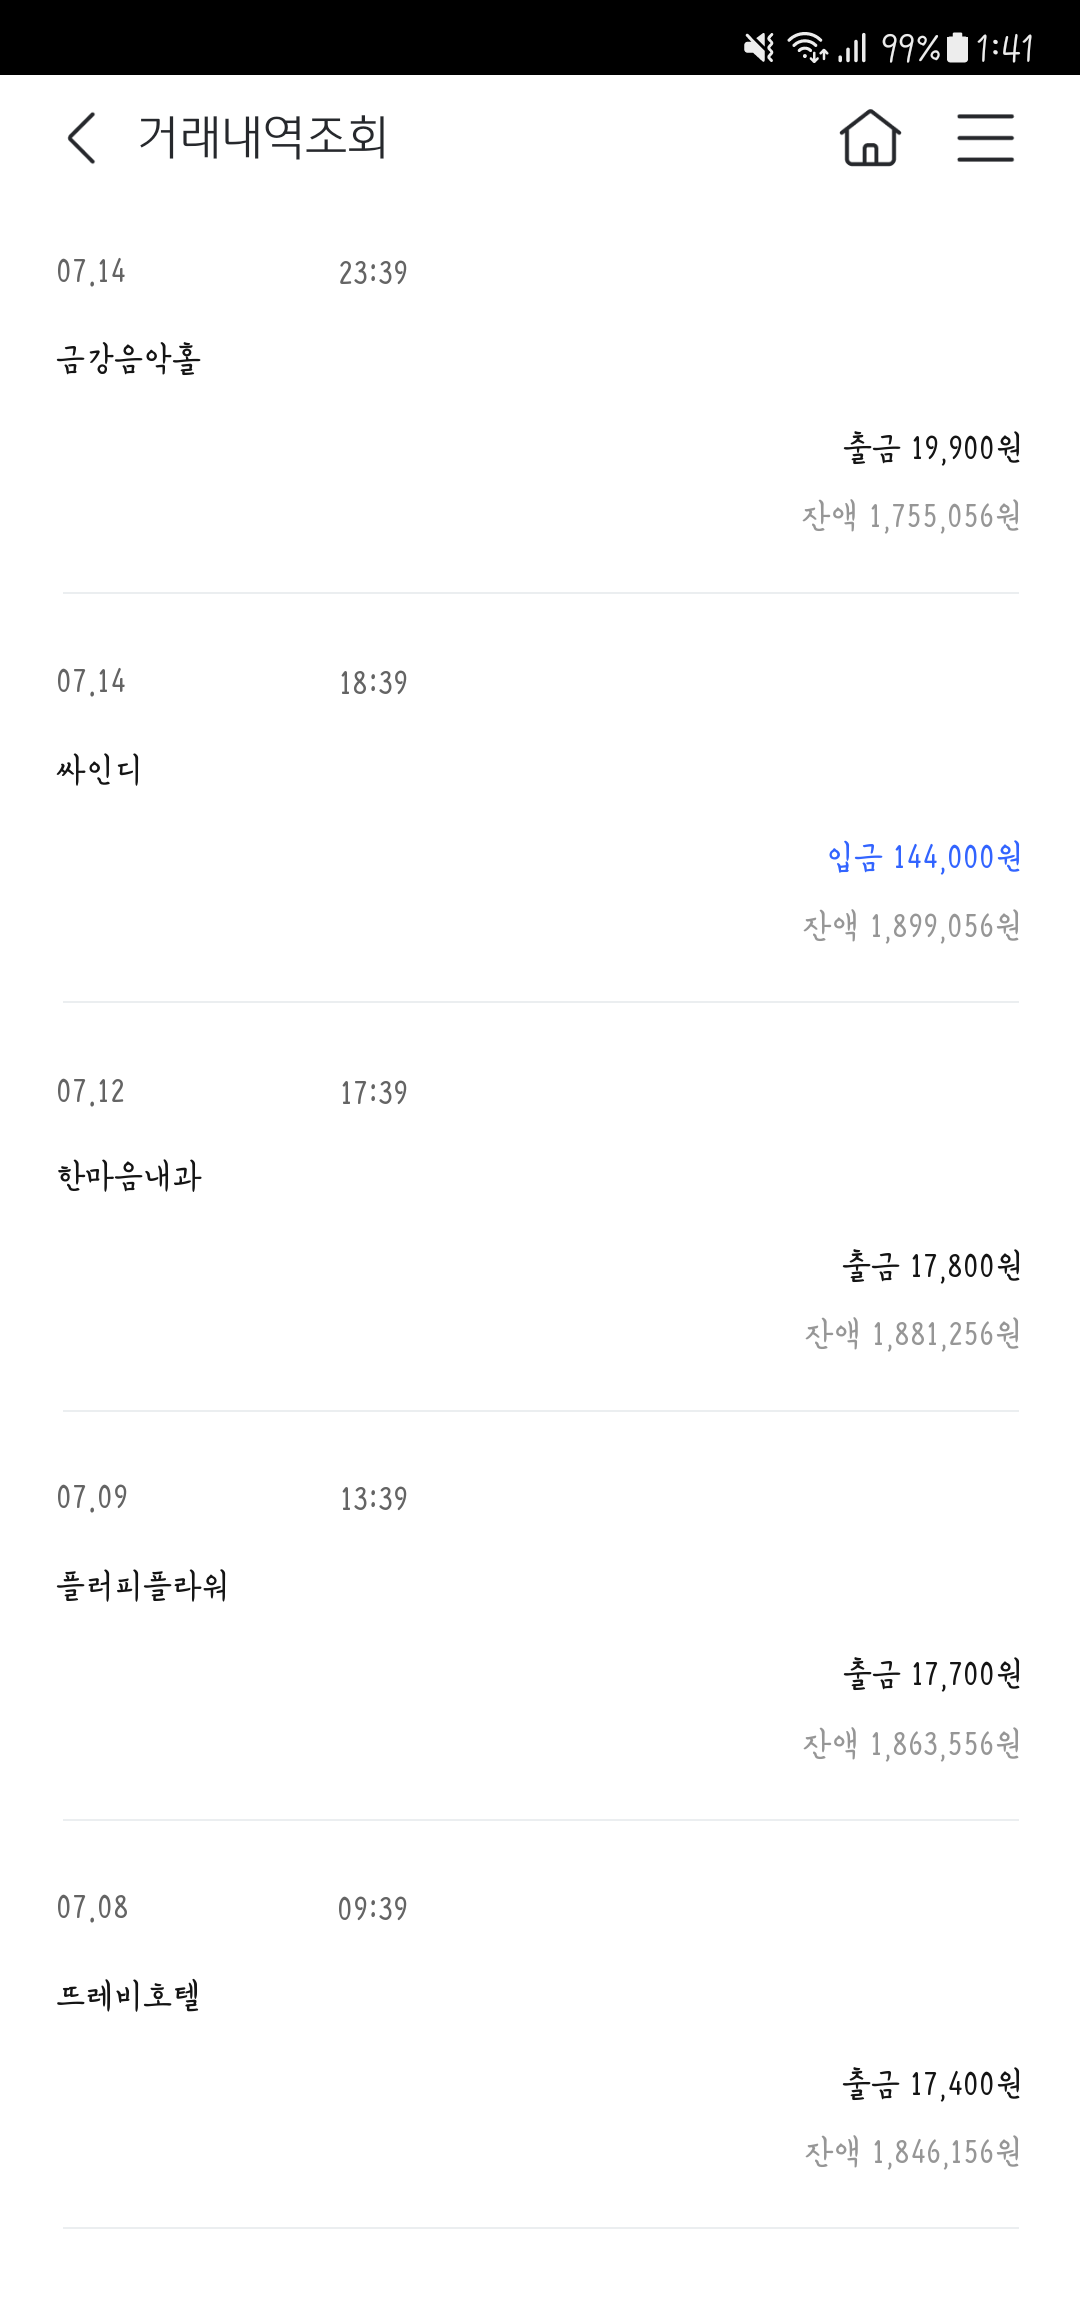 99% 1:41
거래내역조회
07.14 23:39
금강음악홀
출금 19,900원
잔액 1,755,056원
07.14 18:39
싸인디
입금 144,000원
잔액 1,899,056원
07.12 17:39
한마음내과
출금 17,800원
잔액 1,881,256원
07.09 13:39
플러피플라워
출금 17,700원
잔액 1,863,556원
07.08 09:39
뜨레비호텔
출금 17,400원
잔액 1,846,156원